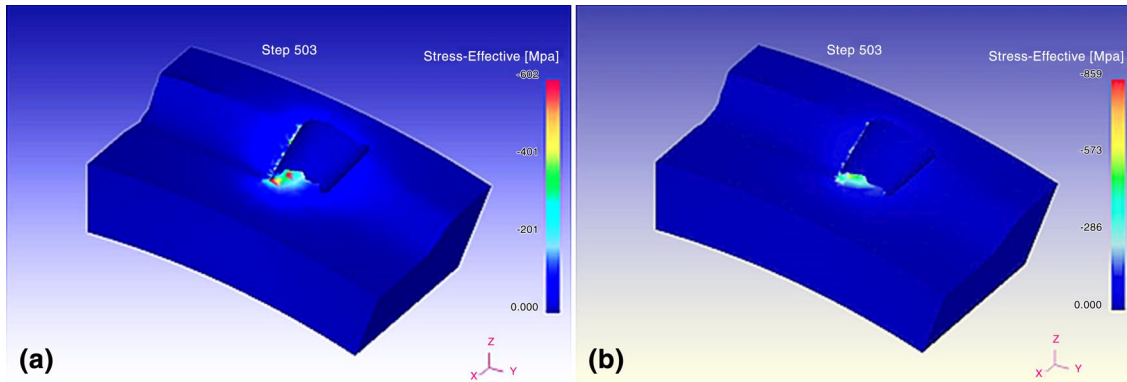 Step 503
Stress-Effective [Mpa]
-602
-401
-201
0.000
(a)
Z
X
Y
Step 503
Stress-Effective [Mpa]
-859
-573
-286
0.000
(b)
Z
X
Y